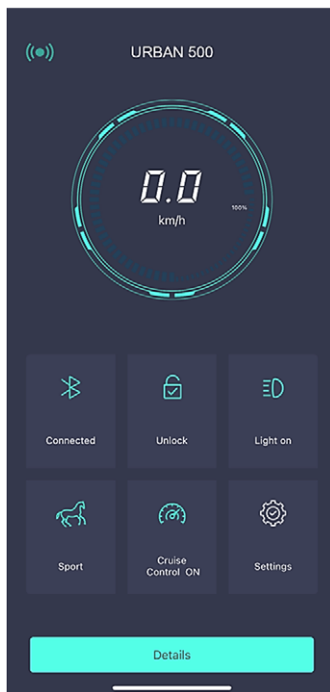 URBAN 500
0.0
100%
km/h
Connected
Unlock
Light on
Sport
Cruise
Control ON
Settings
Details